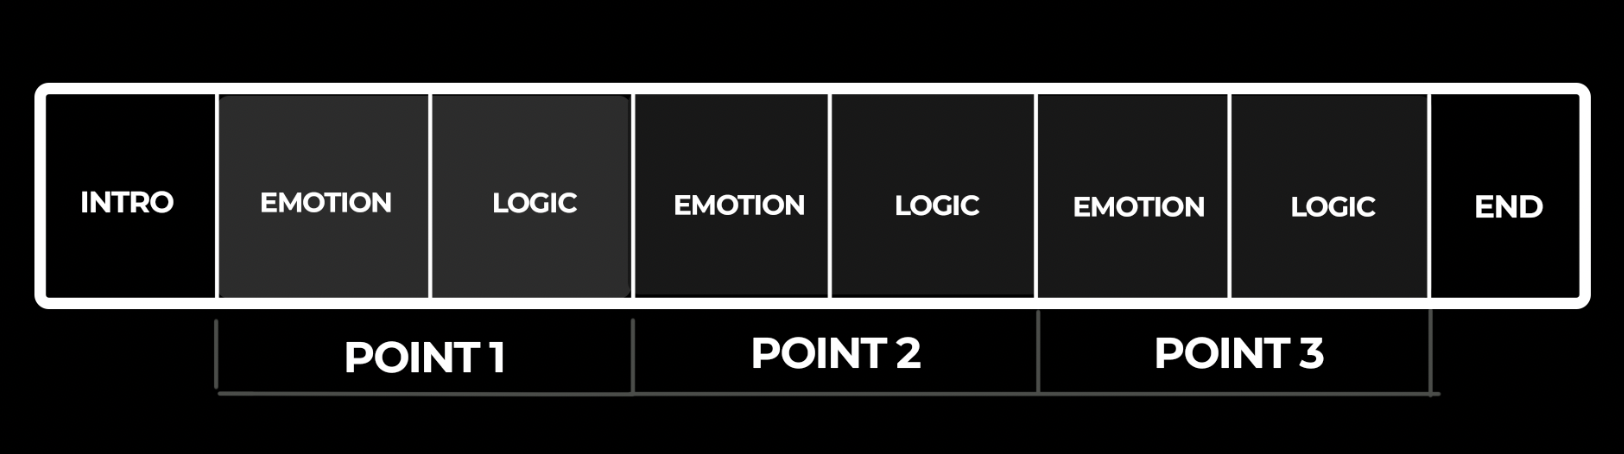 INTRO
EMOTION
LOGIC
EMOTION
LOGIC
EMOTION
LOGIC
END
POINT 1
POINT 2
POINT 3